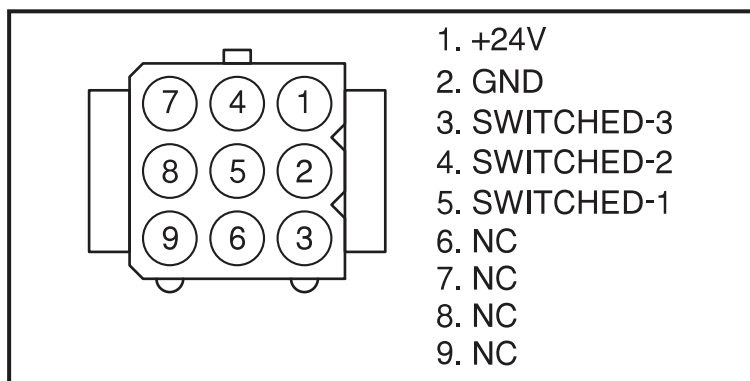 7 4 1
8 5 2
9 6 3
1. +24V
2. GND
3. SWITCHED-3
4. SWITCHED-2
5. SWITCHED-1
6. NC
7. NC
8. NC
9. NC